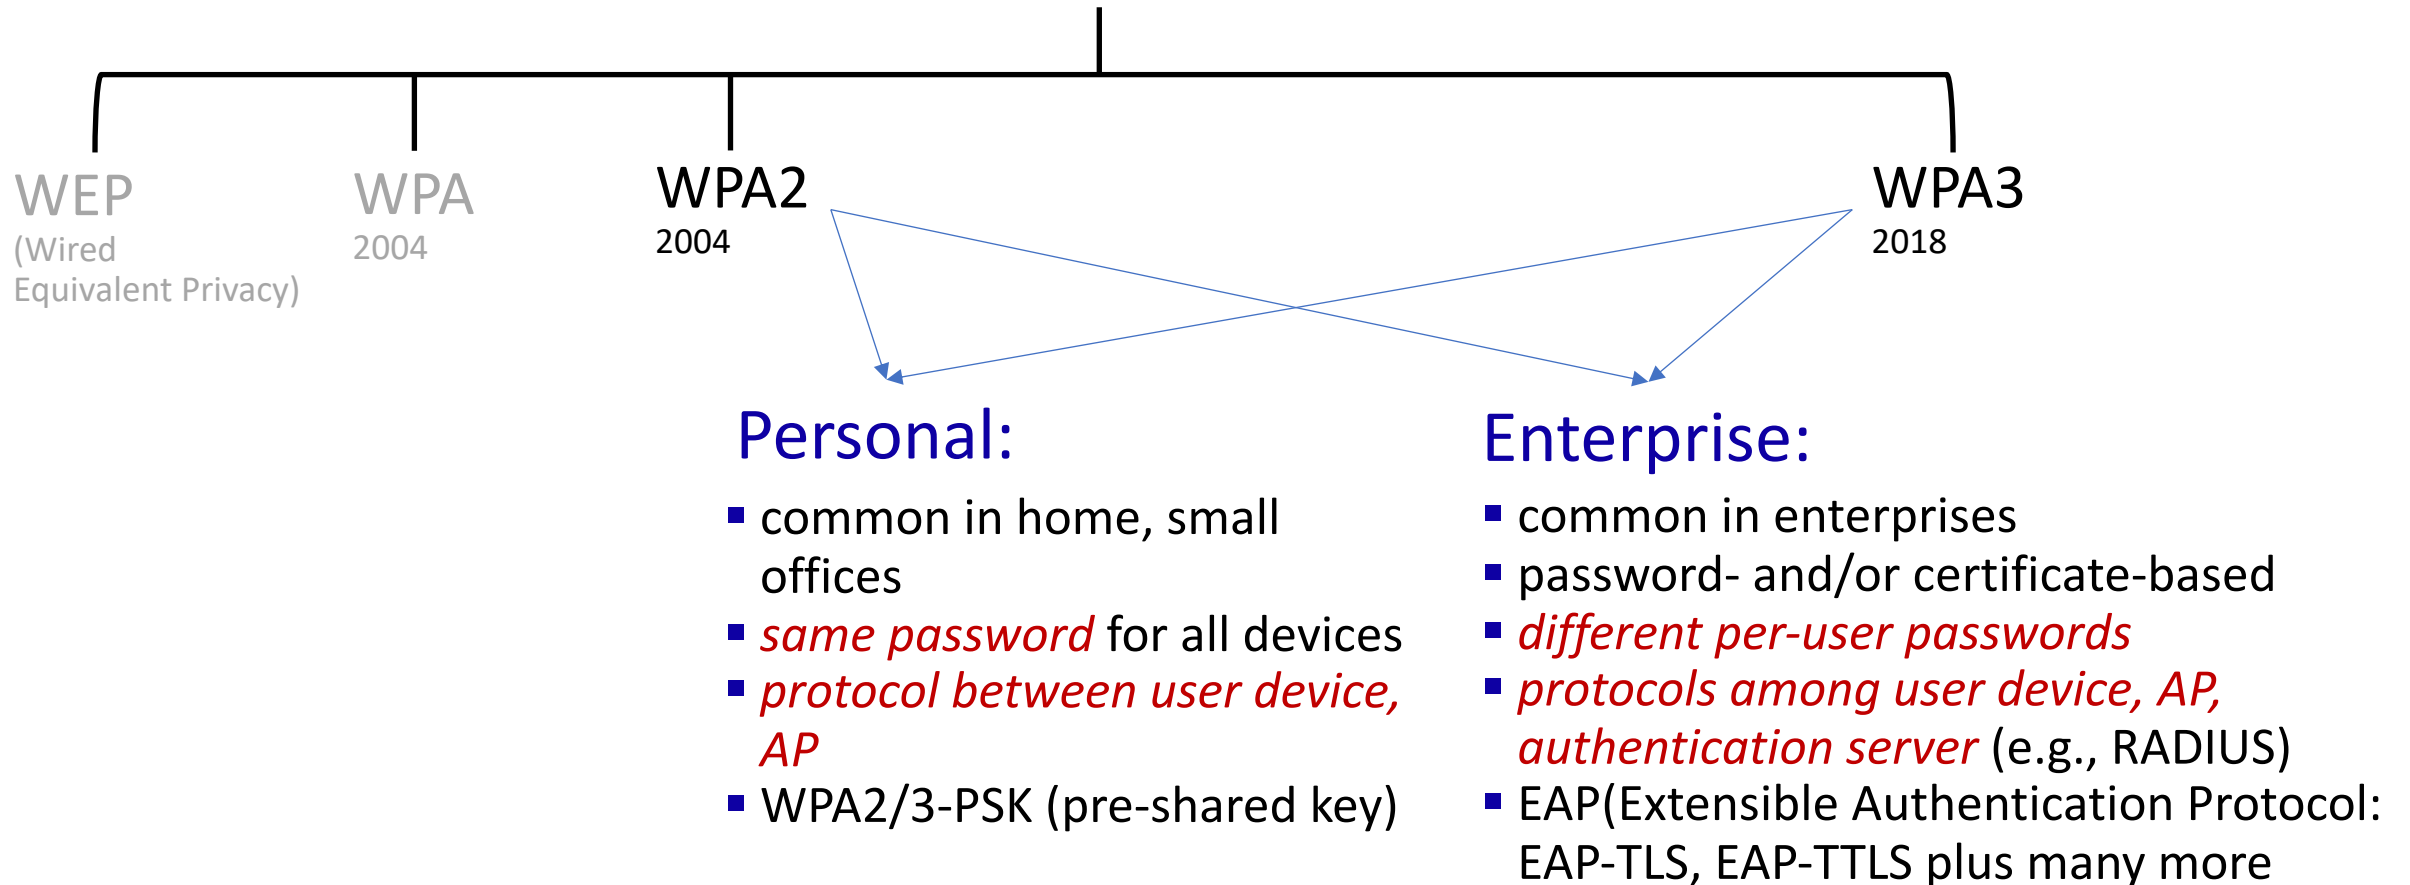 WEP
(Wired
Equivalent Privacy)
WPA
2004
WPA2
2004
WPA3
2018
Personal:
▪ common in home, small
offices
▪ same password for all devices
▪ protocol between user device,
AP
▪ WPA2/3-PSK (pre-shared key)
Enterprise:
▪ common in enterprises
▪ password- and/or certificate-based
▪ different per-user passwords
▪ protocols among user device, AP,
authentication server (e.g., RADIUS)
▪ EAP(Extensible Authentication Protocol:
EAP-TLS, EAP-TTLS plus many more